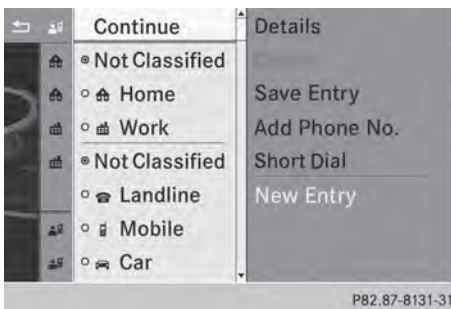 Continue
Not Classified
Home
Work
Not Classified
Landline
Mobile
Car
Details
Save Entry
Add Phone No.
Short Dial
New Entry
P82.87-8131-31